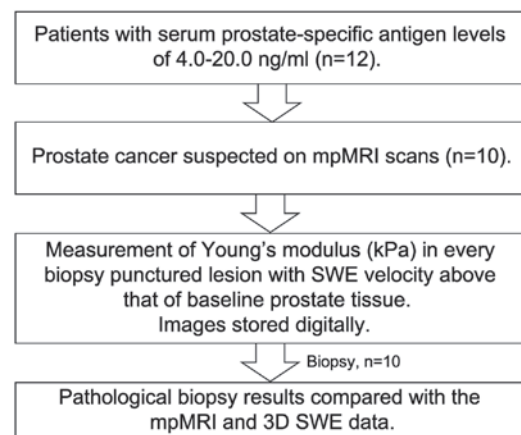 Patients with serum prostate-specific antigen levels
of 4.0-20.0 ng/ml (n=12).
Prostate cancer suspected on mpMRI scans (n=10).
Measurement of Young's modulus (kPa) in every
biopsy punctured lesion with SWE velocity above
that of baseline prostate tissue.
Images stored digitally.
Biopsy, n=10
Pathological biopsy results compared with the
mpMRI and 3D SWE data.